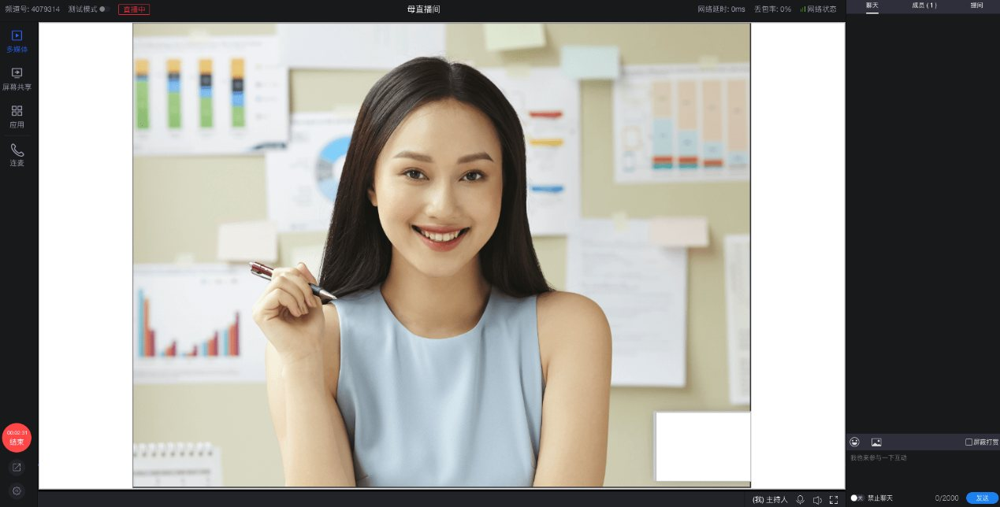 频道号: 4079314 测试模式 直播中 母直播间 网络延时: 0ms 丢包率: 0% 网络状态
聊天 成员 ( 1 ) 提问
多媒体
屏幕共享
应用
连麦
00:02:31
结束
屏蔽打赏
我也来参与一下互动
(我) 主持人
关 禁止聊天 0/2000 发送